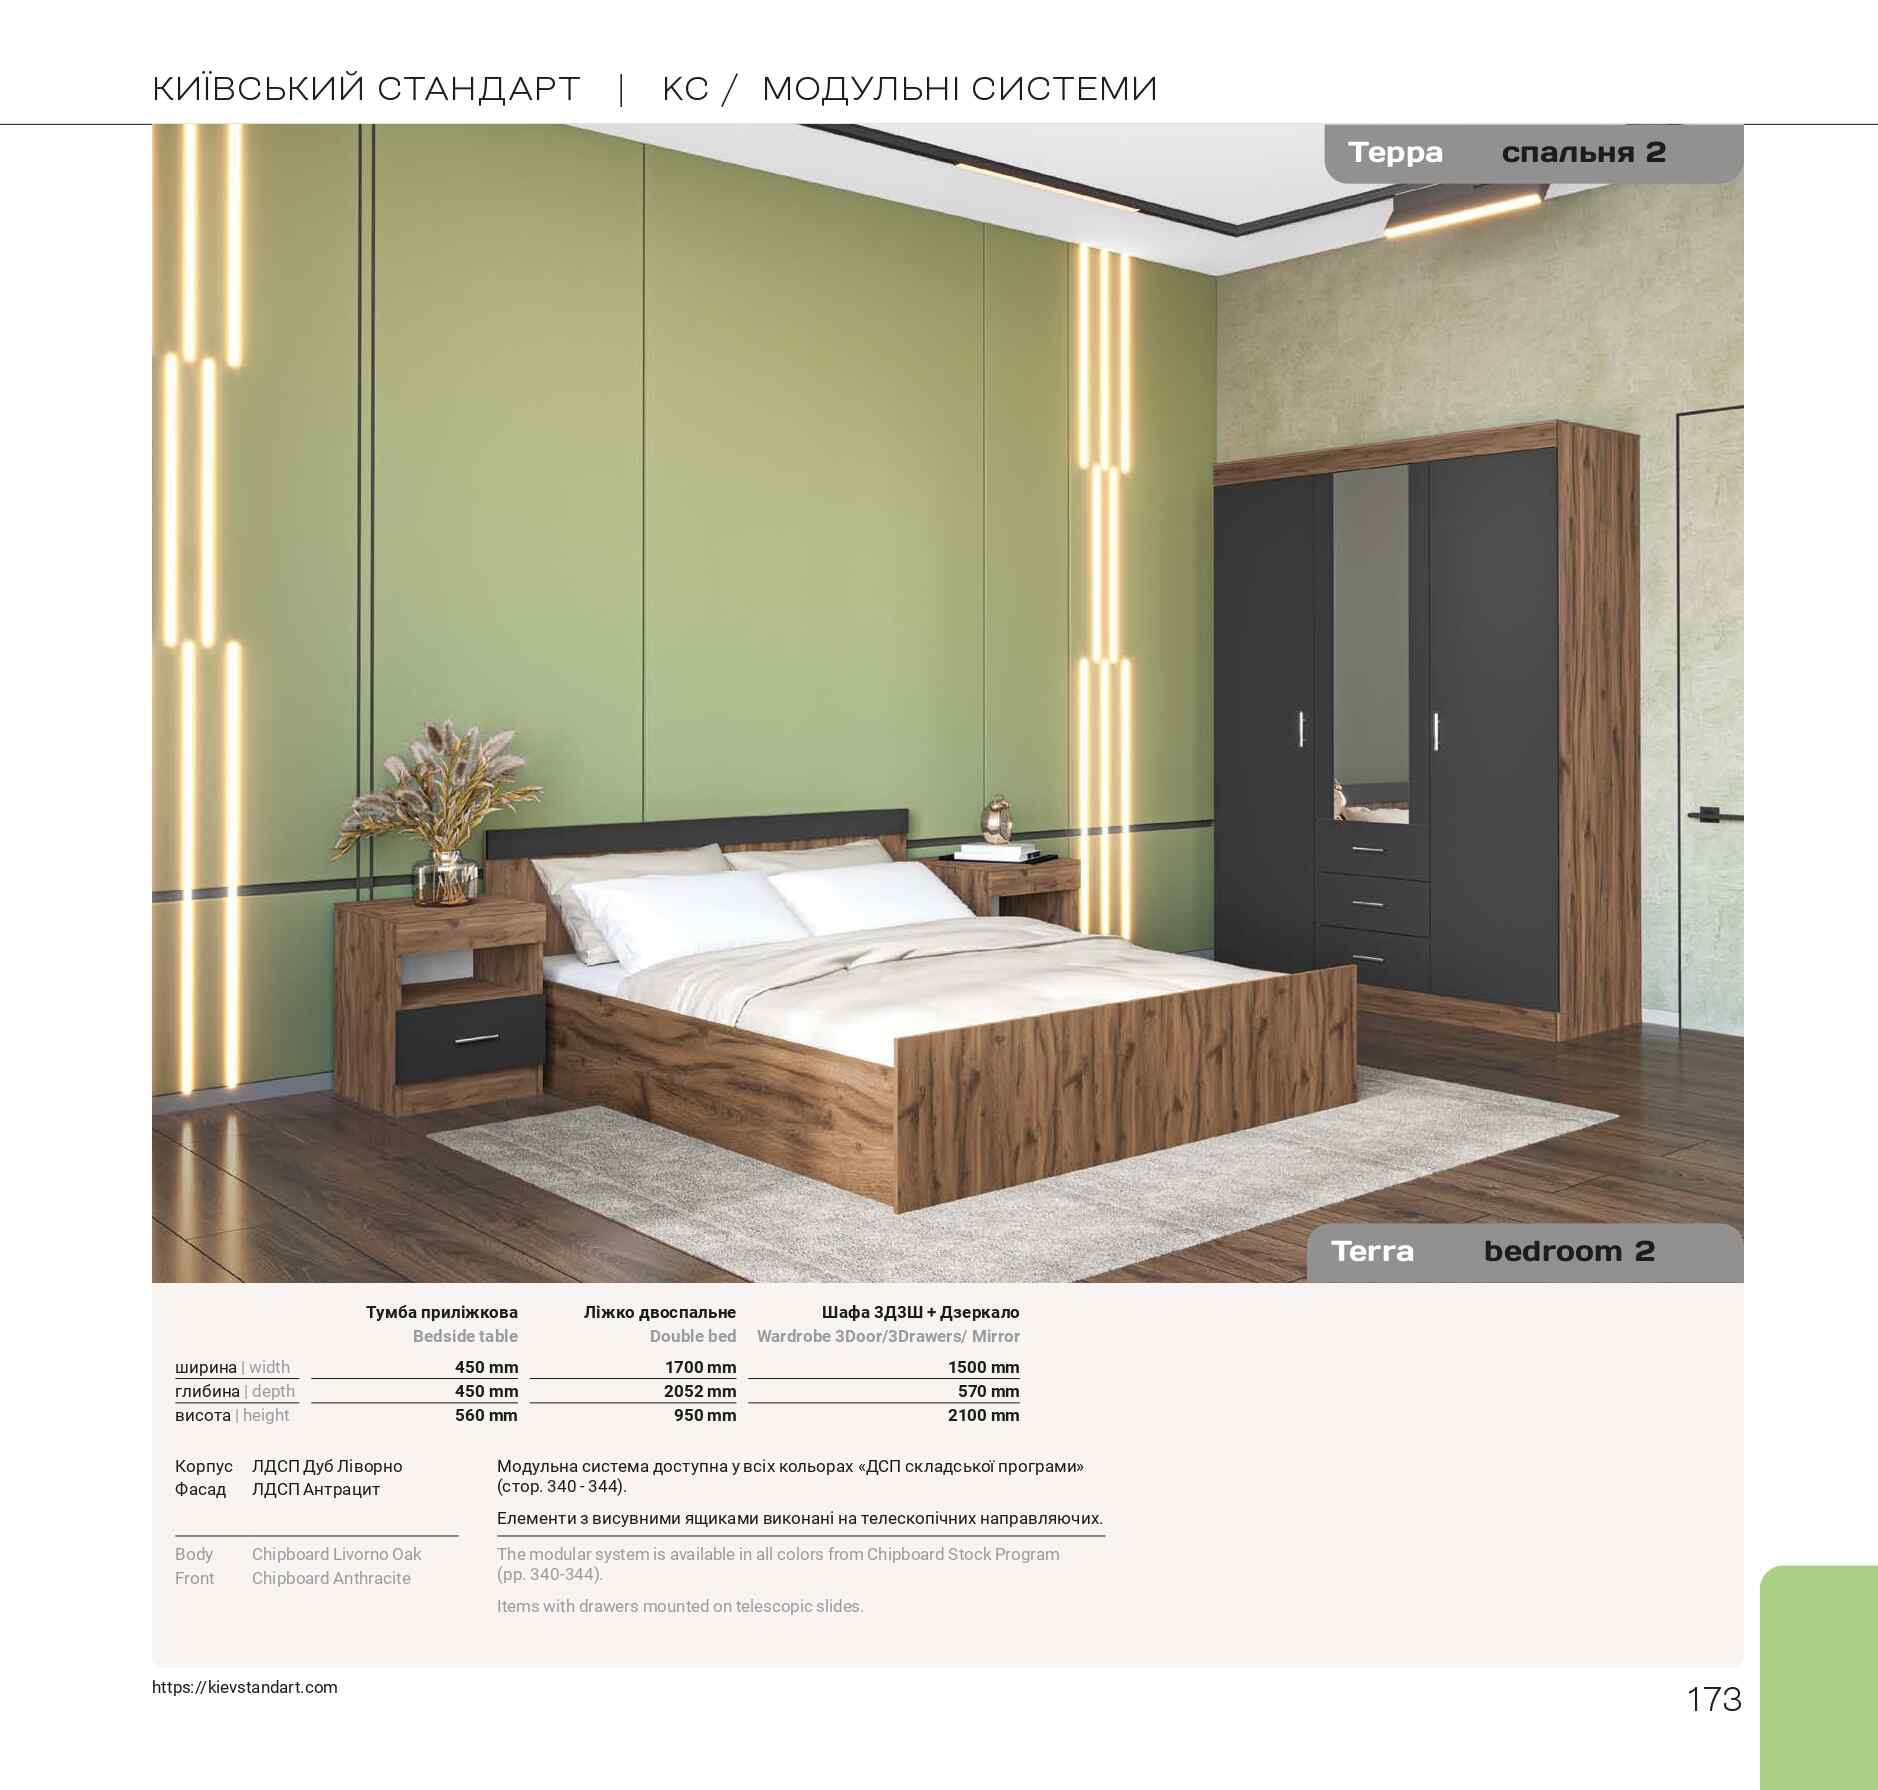 КИЇВСЬКИЙ СТАНДАРТ | КС / МОДУЛЬНІ СИСТЕМИ
Терра спальня 2
Terra bedroom 2
Тумба приліжкова Ліжко двоспальне Шафа 3Д3Ш + Дзеркало
Bedside table Double bed Wardrobe 3Door/3Drawers/ Mirror
ширина | width 450 mm 1700 mm 1500 mm
глибина | depth 450 mm 2052 mm 570 mm
висота | height 560 mm 950 mm 2100 mm
Корпус ЛДСП Дуб Ліворно
Фасад ЛДСП Антрацит
Модульна система доступна у всіх кольорах «ДСП складської програми»
(стор. 340 - 344).
Елементи з висувними ящиками виконані на телескопічних направляючих.
Body Chipboard Livorno Oak
Front Chipboard Anthracite
The modular system is available in all colors from Chipboard Stock Program
(pp. 340-344).
Items with drawers mounted on telescopic slides.
https://kievstandart.com
173